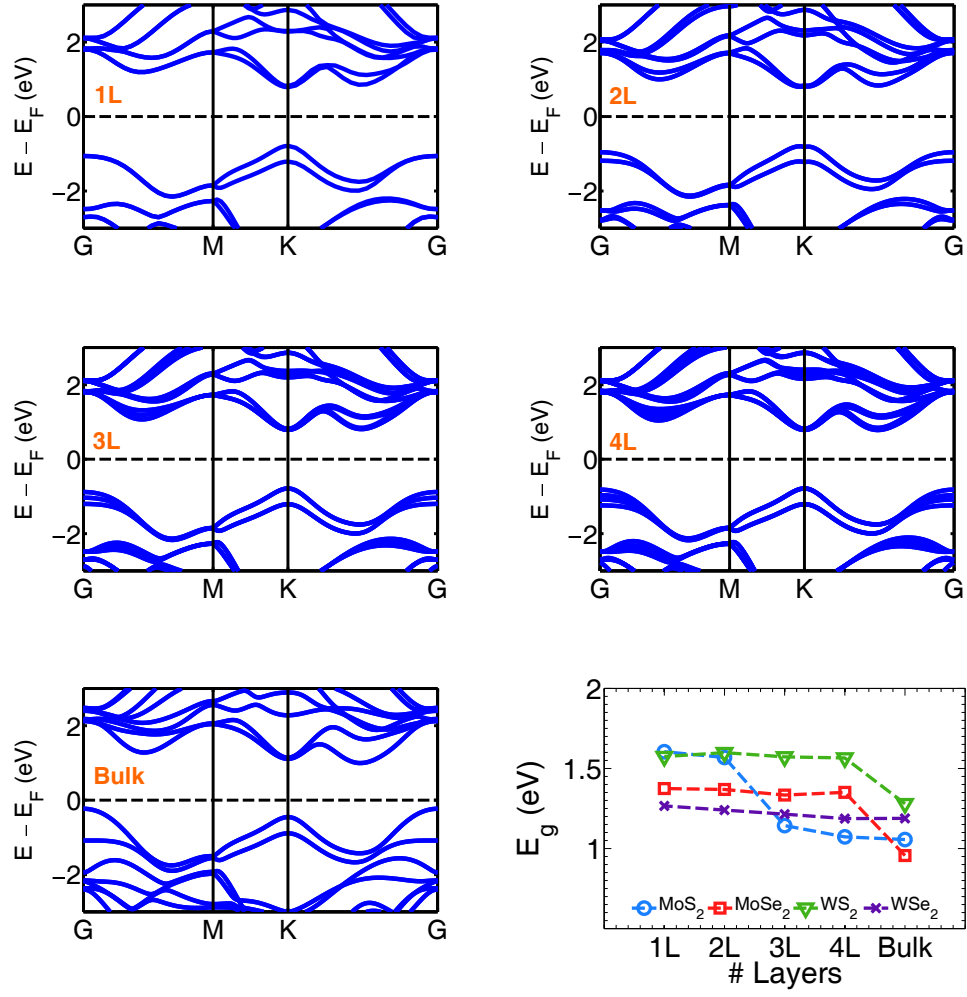 E − E_F (eV)
2
0
−2
1L
G M K G
E − E_F (eV)
2
0
−2
2L
G M K G
E − E_F (eV)
2
0
−2
3L
G M K G
E − E_F (eV)
2
0
−2
4L
G M K G
E − E_F (eV)
2
0
−2
Bulk
G M K G
E_g (eV)
2
1.5
1
MoS_2 MoSe_2 WS_2 WSe_2
1L 2L 3L 4L Bulk
# Layers